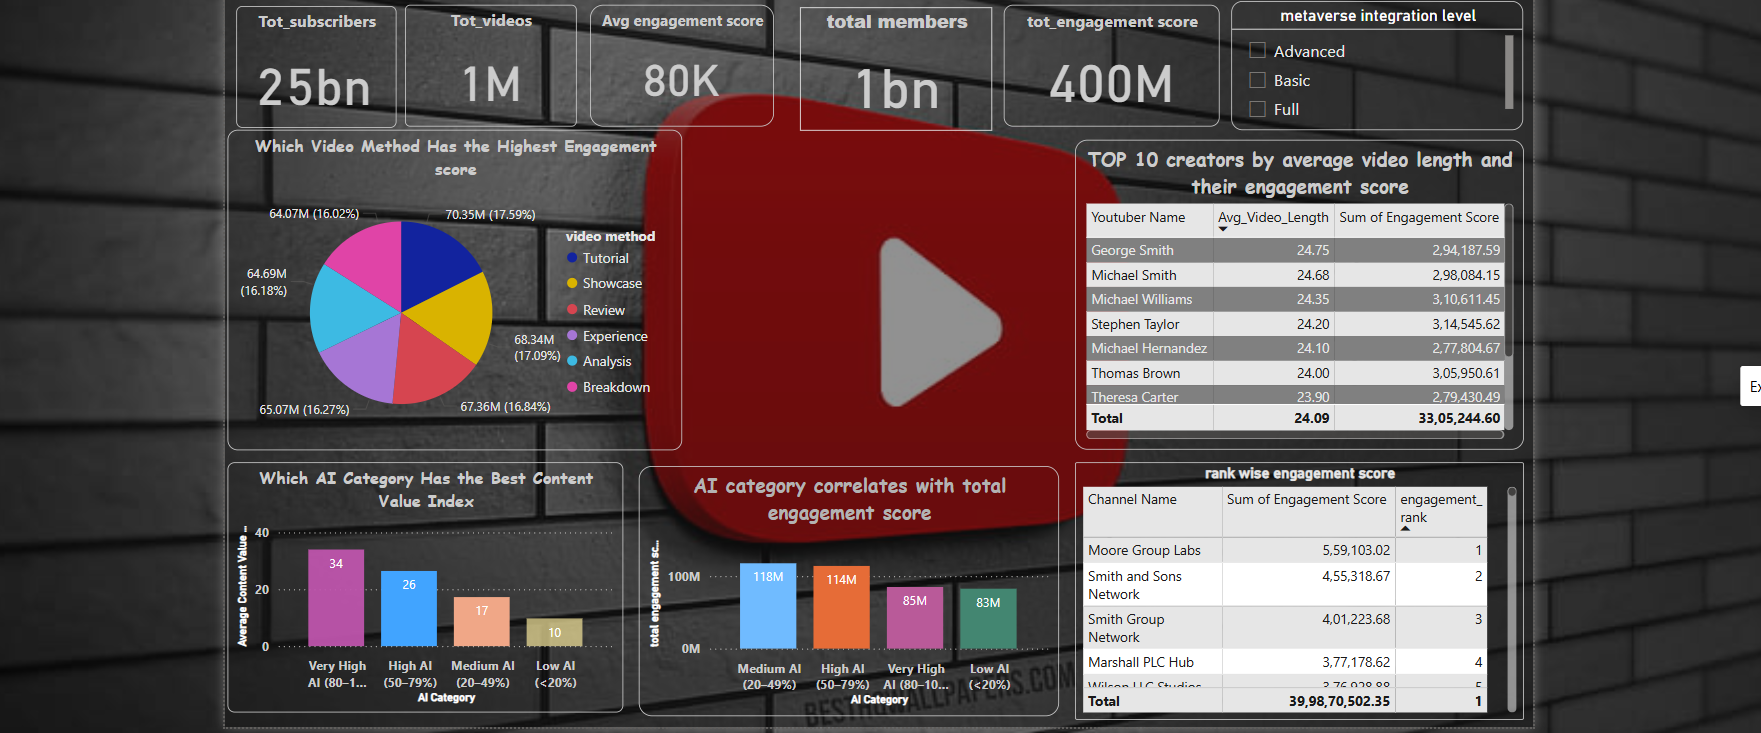 Tot_subscribers
25bn
Tot_videos
1M
Avg engagement score
80K
total members
1bn
tot_engagement score
400M
metaverse integration level
Advanced
Basic
Full
Which Video Method Has the Highest Engagement
score
64.07M (16.02%)
70.35M (17.59%)
64.69M
(16.18%)
68.34M
(17.09%)
65.07M (16.27%)
67.36M (16.84%)
video method
Tutorial
Showcase
Review
Experience
Analysis
Breakdown
TOP 10 creators by average video length and
their engagement score
Youtuber Name Avg_Video_Length Sum of Engagement Score
George Smith 24.75 2,94,187.59
Michael Smith 24.68 2,98,084.15
Michael Williams 24.35 3,10,611.45
Stephen Taylor 24.20 3,14,545.62
Michael Hernandez 24.10 2,77,804.67
Thomas Brown 24.00 3,05,950.61
Theresa Carter 23.90 2,79,430.49
Total 24.09 33,05,244.60
Ex
Which AI Category Has the Best Content
Value Index
Average Content Value ...
40
20
0
34
26
17
10
Very High
AI (80–1...
High AI
(50–79%)
Medium AI
(20–49%)
Low AI
(<20%)
AI Category
AI category correlates with total
engagement score
total engagement sc...
100M
0M
118M
114M
85M
83M
Medium AI
(20–49%)
High AI
(50–79%)
Very High
AI (80–10...
Low AI
(<20%)
AI Category
rank wise engagement score
Channel Name Sum of Engagement Score engagement_
rank
Moore Group Labs 5,59,103.02 1
Smith and Sons
Network 4,55,318.67 2
Smith Group
Network 4,01,223.68 3
Marshall PLC Hub 3,77,178.62 4
Wilson LLC Studios 3,76,928.88 5
Total 39,98,70,502.35 1